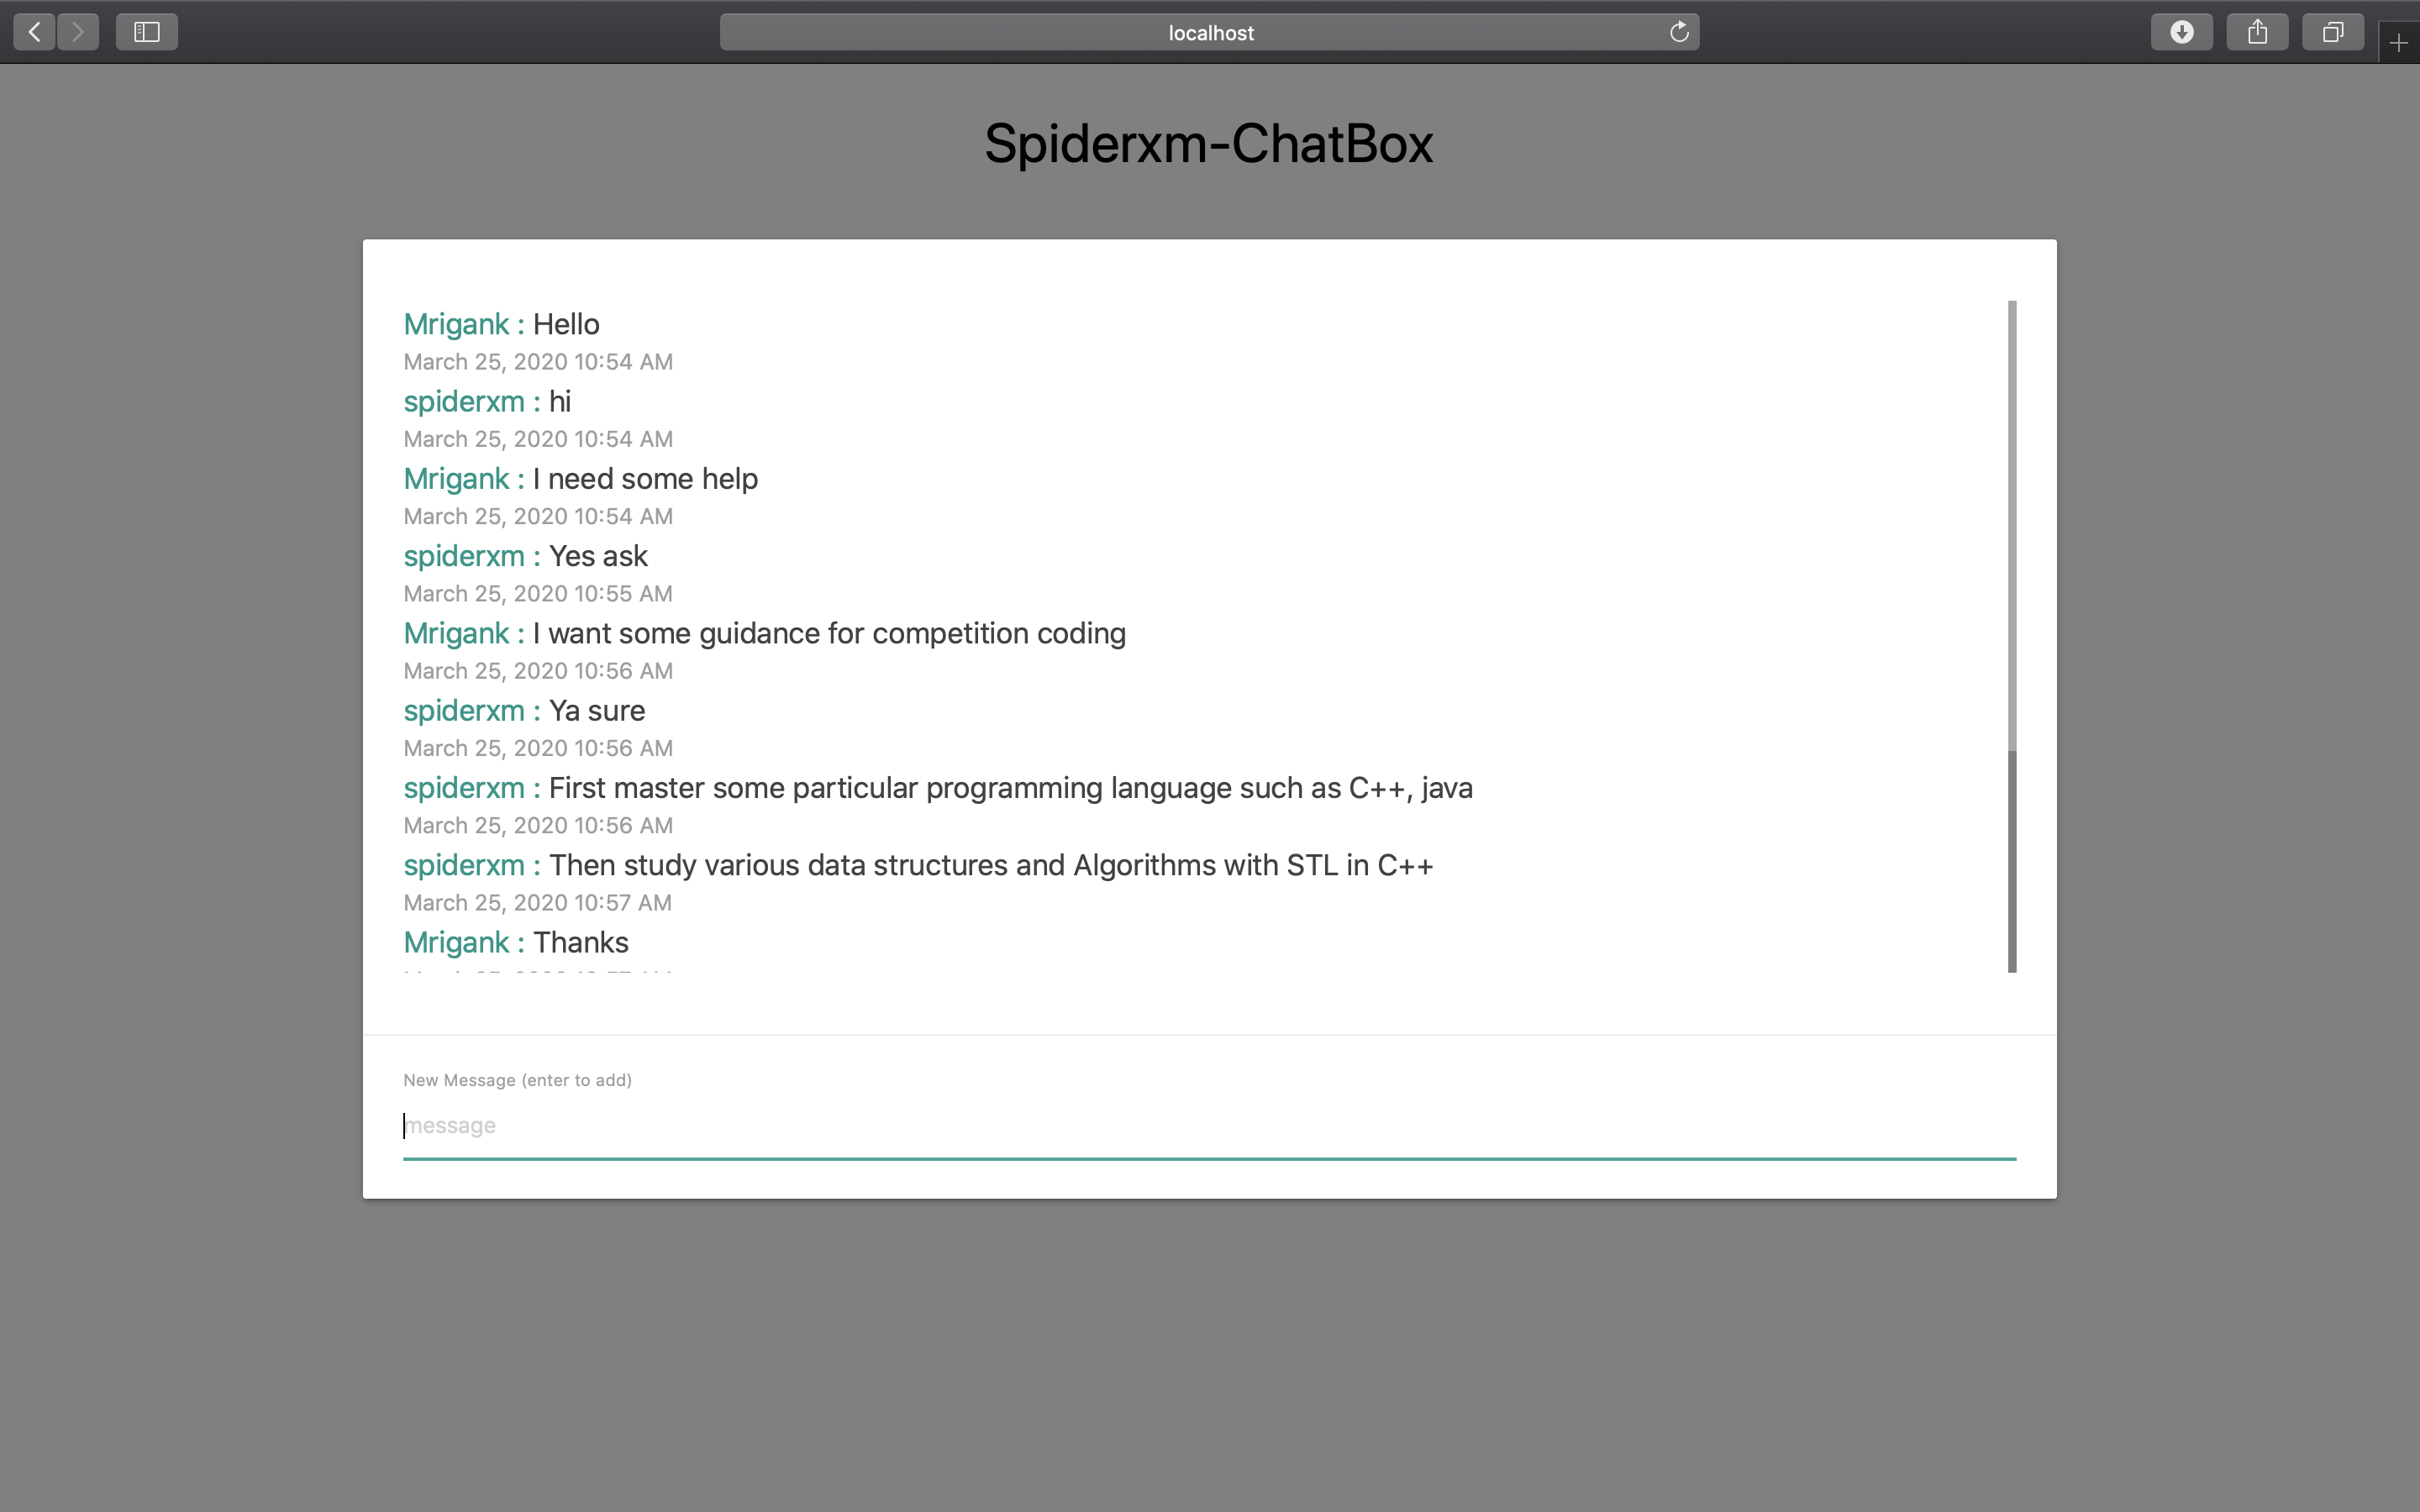 localhost
Spiderxm-ChatBox
Mrigank : Hello
March 25, 2020 10:54 AM
spiderxm : hi
March 25, 2020 10:54 AM
Mrigank : I need some help
March 25, 2020 10:54 AM
spiderxm : Yes ask
March 25, 2020 10:55 AM
Mrigank : I want some guidance for competition coding
March 25, 2020 10:56 AM
spiderxm : Ya sure
March 25, 2020 10:56 AM
spiderxm : First master some particular programming language such as C++, java
March 25, 2020 10:56 AM
spiderxm : Then study various data structures and Algorithms with STL in C++
March 25, 2020 10:57 AM
Mrigank : Thanks
New Message (enter to add)
message